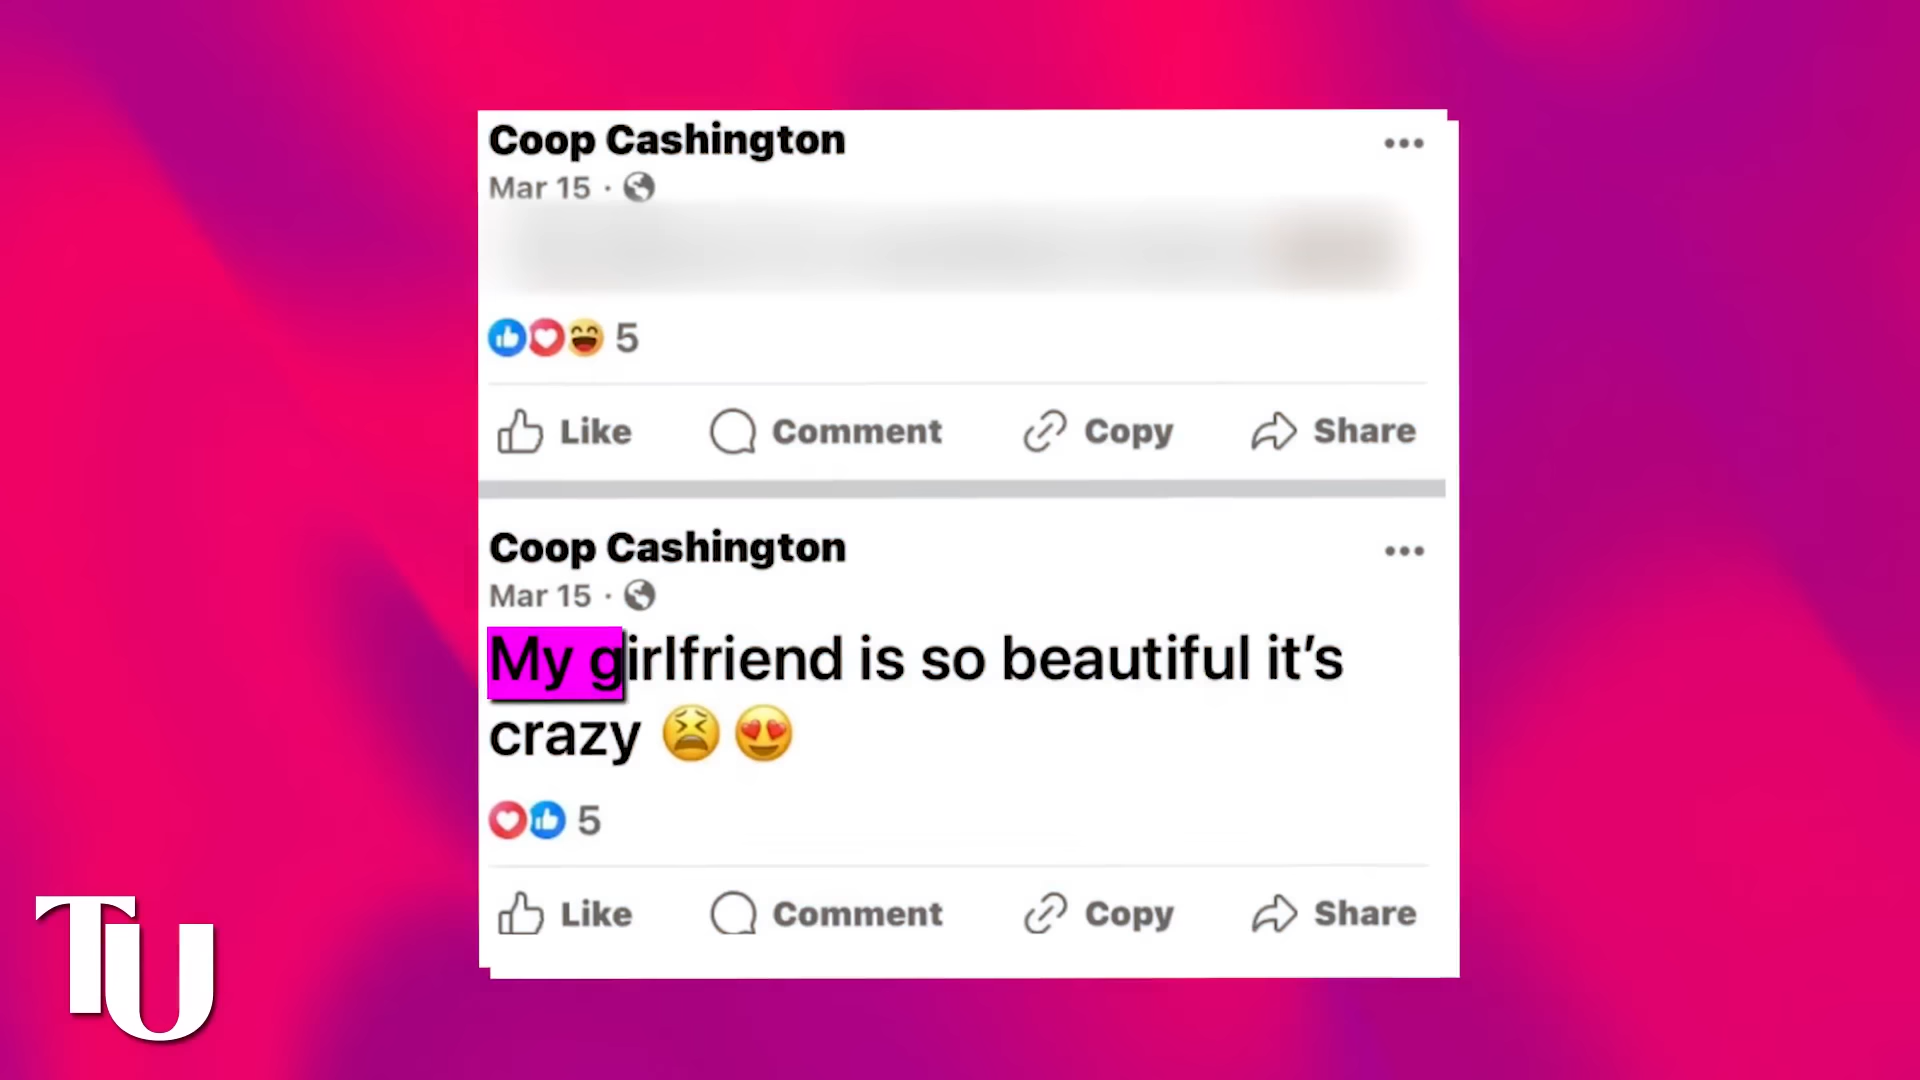 Coop Cashington
Mar 15 ·
5
Like Comment Copy Share
Coop Cashington
Mar 15 ·
My girlfriend is so beautiful it's
crazy 😫 😍
5
Like Comment Copy Share
TU